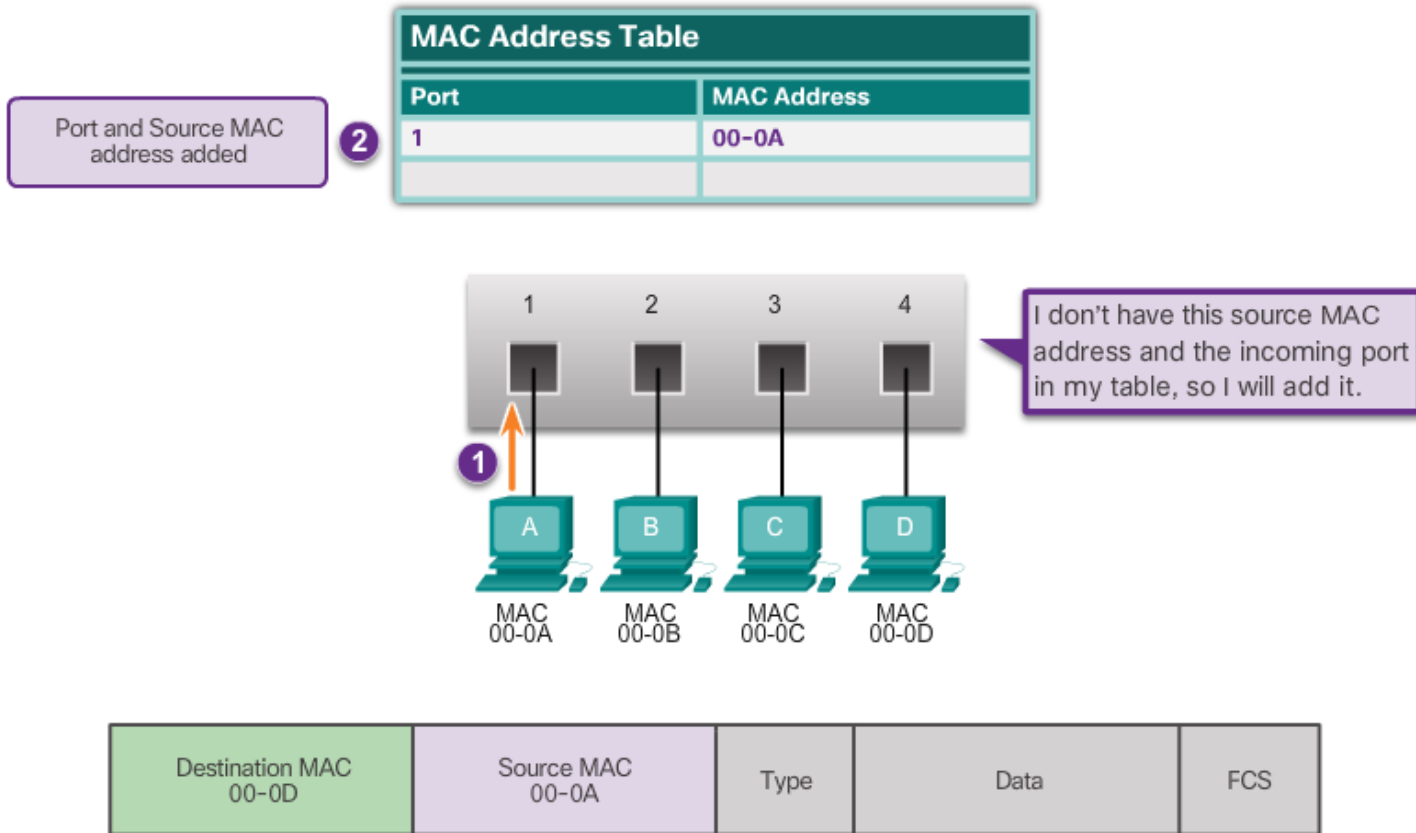 MAC Address Table
Port MAC Address
1 00-0A
Port and Source MAC
address added
2
1 2 3 4
I don't have this source MAC
address and the incoming port
in my table, so I will add it.
1
A B C D
MAC MAC MAC MAC
00-0A 00-0B 00-0C 00-0D
Destination MAC Source MAC Type Data FCS
00-0D 00-0A